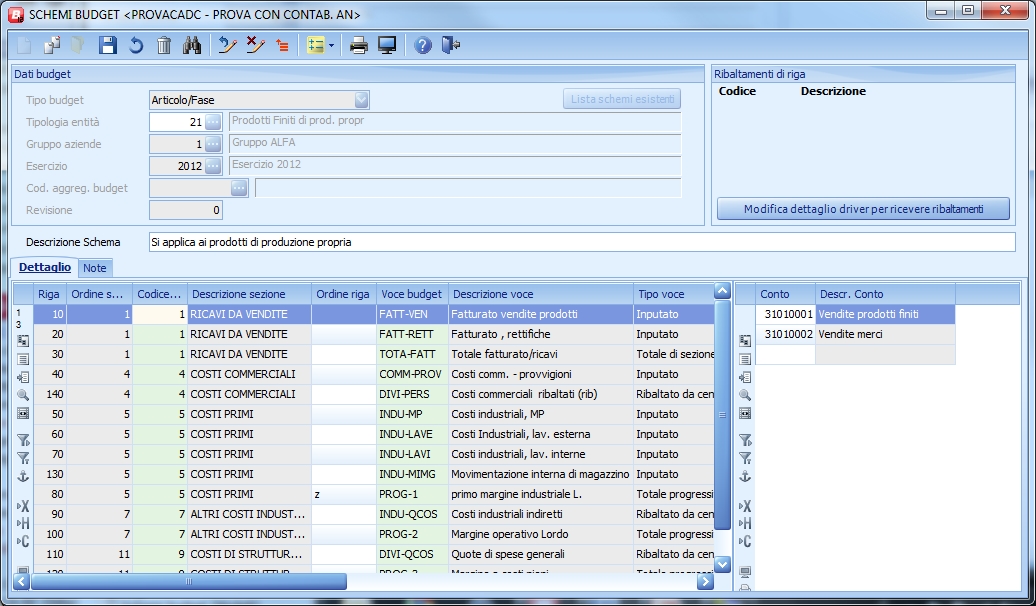 SCHEMI BUDGET <PROVACADC - PROVA CON CONTAB. AN>
Dati budget
Tipo budget Articolo/Fase Lista schemi esistenti
Tipologia entità 21 Prodotti Finiti di prod. propr
Gruppo aziende 1 Gruppo ALFA
Esercizio 2012 Esercizio 2012
Cod. aggreg. budget
Revisione 0
Ribaltamenti di riga
Codice Descrizione
Modifica dettaglio driver per ricevere ribaltamenti
Descrizione Schema Si applica ai prodotti di produzione propria
Dettaglio Note
Riga Ordine s... Codice... Descrizione sezione Ordine riga Voce budget Descrizione voce Tipo voce
10 1 1 RICAVI DA VENDITE FATT-VEN Fatturato vendite prodotti Inputato
20 1 1 RICAVI DA VENDITE FATT-RETT Fatturato , rettifiche Inputato
30 1 1 RICAVI DA VENDITE TOTA-FATT Totale fatturato/ricavi Totale di sezione
40 4 4 COSTI COMMERCIALI COMM-PROV Costi comm. - provvigioni Inputato
140 4 4 COSTI COMMERCIALI DIVI-PERS Costi commerciali ribaltati (rib) Ribaltato da cen
50 5 5 COSTI PRIMI INDU-MP Costi industriali, MP Inputato
60 5 5 COSTI PRIMI INDU-LAVE Costi Industriali, lav. esterna Inputato
70 5 5 COSTI PRIMI INDU-LAVI Costi industriali, lav. interne Inputato
130 5 5 COSTI PRIMI INDU-MIMG Movimentazione interna di magazzino Inputato
80 5 5 COSTI PRIMI z PROG-1 primo margine industriale L. Totale progressi
90 7 7 ALTRI COSTI INDUST... INDU-QCOS Costi industriali indiretti Ribaltato da cen
100 7 7 ALTRI COSTI INDUST... PROG-2 Margine operativo Lordo Totale progressi
110 11 9 COSTI DI STRUTTUR... DIVI-QCOS Quote di spese generali Ribaltato da cen
Conto Descr. Conto
31010001 Vendite prodotti finiti
31010002 Vendite merci